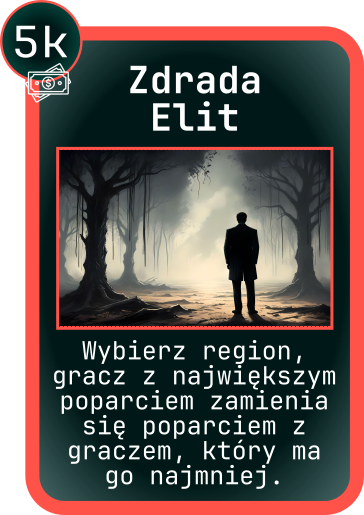 5k
Zdrada
Elit
Wybierz region,
gracz z największym
poparciem zamienia
się poparciem z
graczem, który ma
go najmniej.